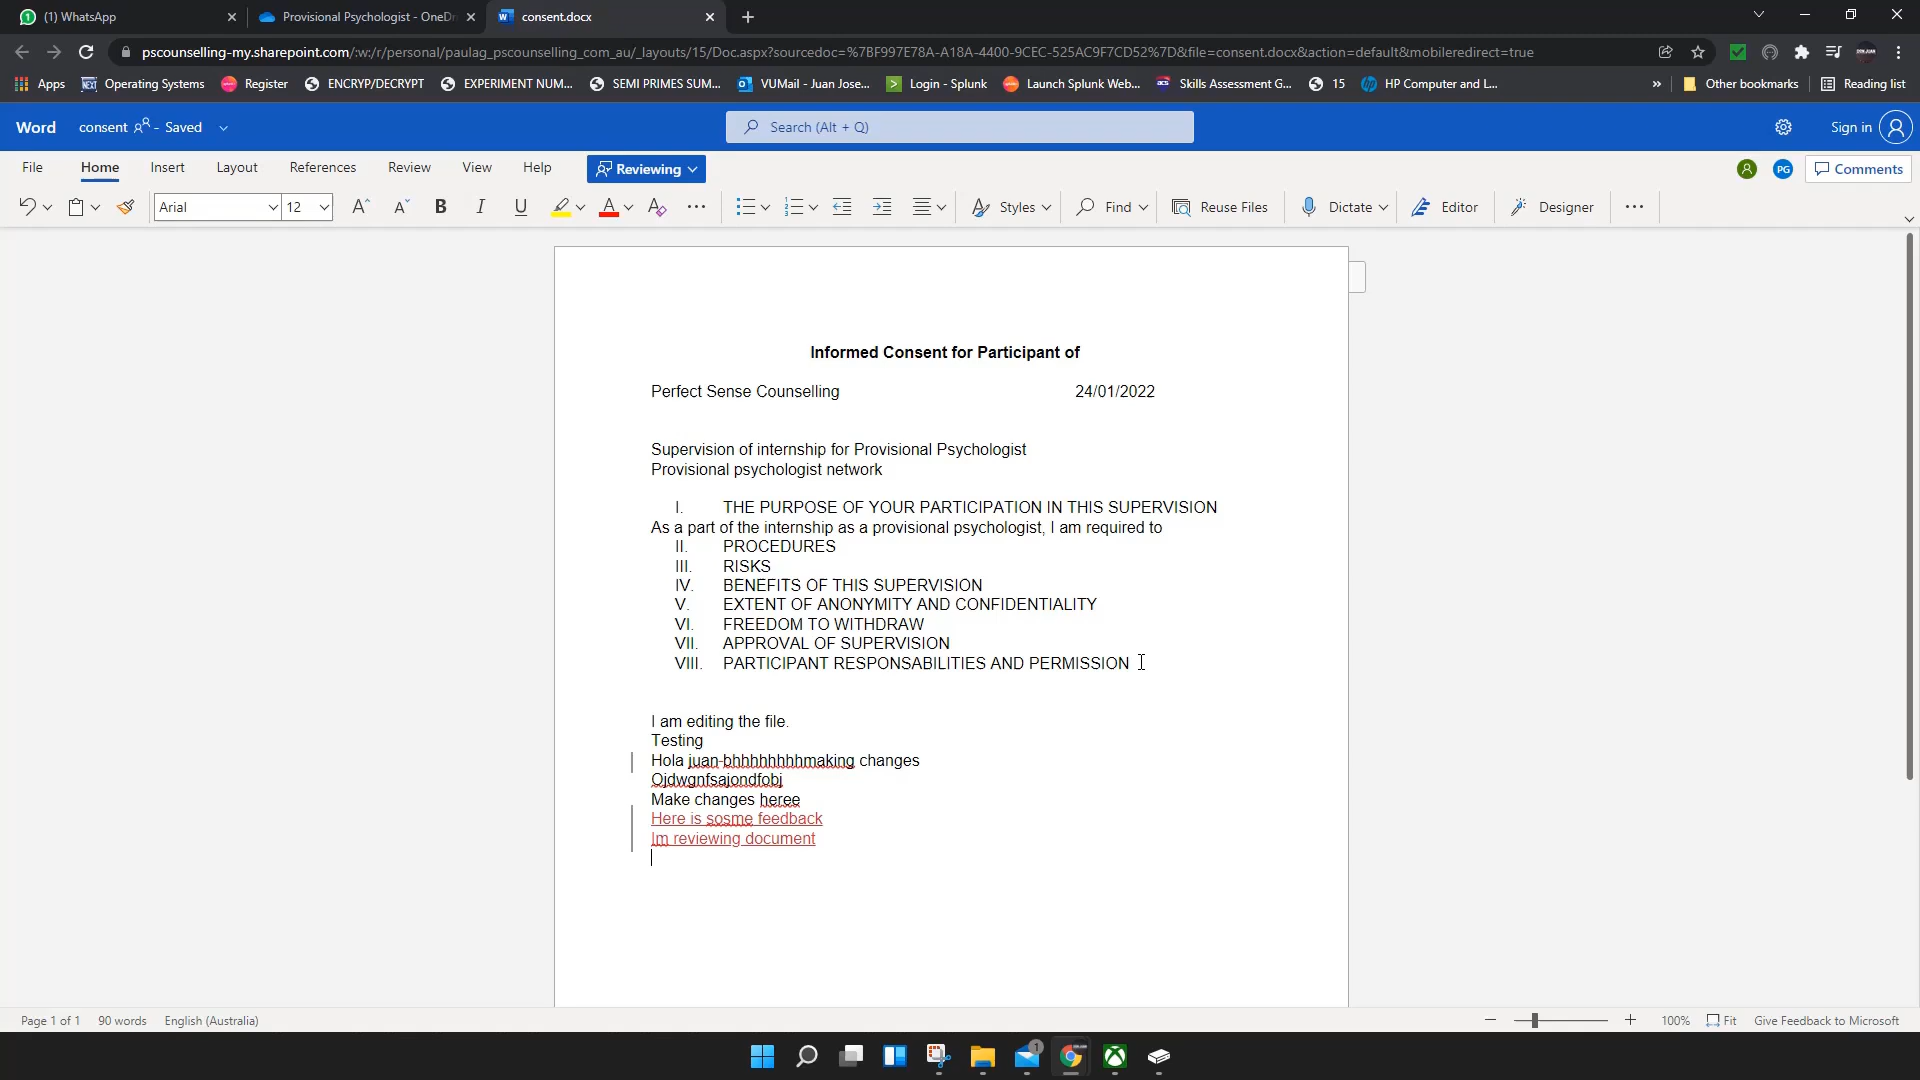 (1) WhatsApp
Provisional Psychologist - OneDri
consent.docx
pscounselling-my.sharepoint.com/:w:/r/personal/paulag_pscounselling_com_au/_layouts/15/Doc.aspx?sourcedoc=%7BF997E78A-A18A-4400-9CEC-525AC9F7CD52%7D&file=consent.docx&action=default&mobileredirect=true
Apps
Operating Systems
Register
ENCRYP/DECRYPT
EXPERIMENT NUM...
SEMI PRIMES SUM...
VUMail - Juan Jose...
Login - Splunk
Launch Splunk Web...
Skills Assessment G...
15
HP Computer and L...
Other bookmarks
Reading list
Word
consent - Saved
Search (Alt + Q)
Sign in
File
Home
Insert
Layout
References
Review
View
Help
Reviewing
PG
Comments
Arial
12
Styles
Find
Reuse Files
Dictate
Editor
Designer
Informed Consent for Participant of
Perfect Sense Counselling 24/01/2022
Supervision of internship for Provisional Psychologist
Provisional psychologist network
I. THE PURPOSE OF YOUR PARTICIPATION IN THIS SUPERVISION
As a part of the internship as a provisional psychologist, I am required to
II. PROCEDURES
III. RISKS
IV. BENEFITS OF THIS SUPERVISION
V. EXTENT OF ANONYMITY AND CONFIDENTIALITY
VI. FREEDOM TO WITHDRAW
VII. APPROVAL OF SUPERVISION
VIII. PARTICIPANT RESPONSABILITIES AND PERMISSION
I am editing the file.
Testing
Hola juan-bhhhhhhhhhmaking changes
Ojdwgnfsajondfobj
Make changes heree
Here is sosme feedback
Im reviewing document
Page 1 of 1
90 words
English (Australia)
100%
Fit
Give Feedback to Microsoft
1